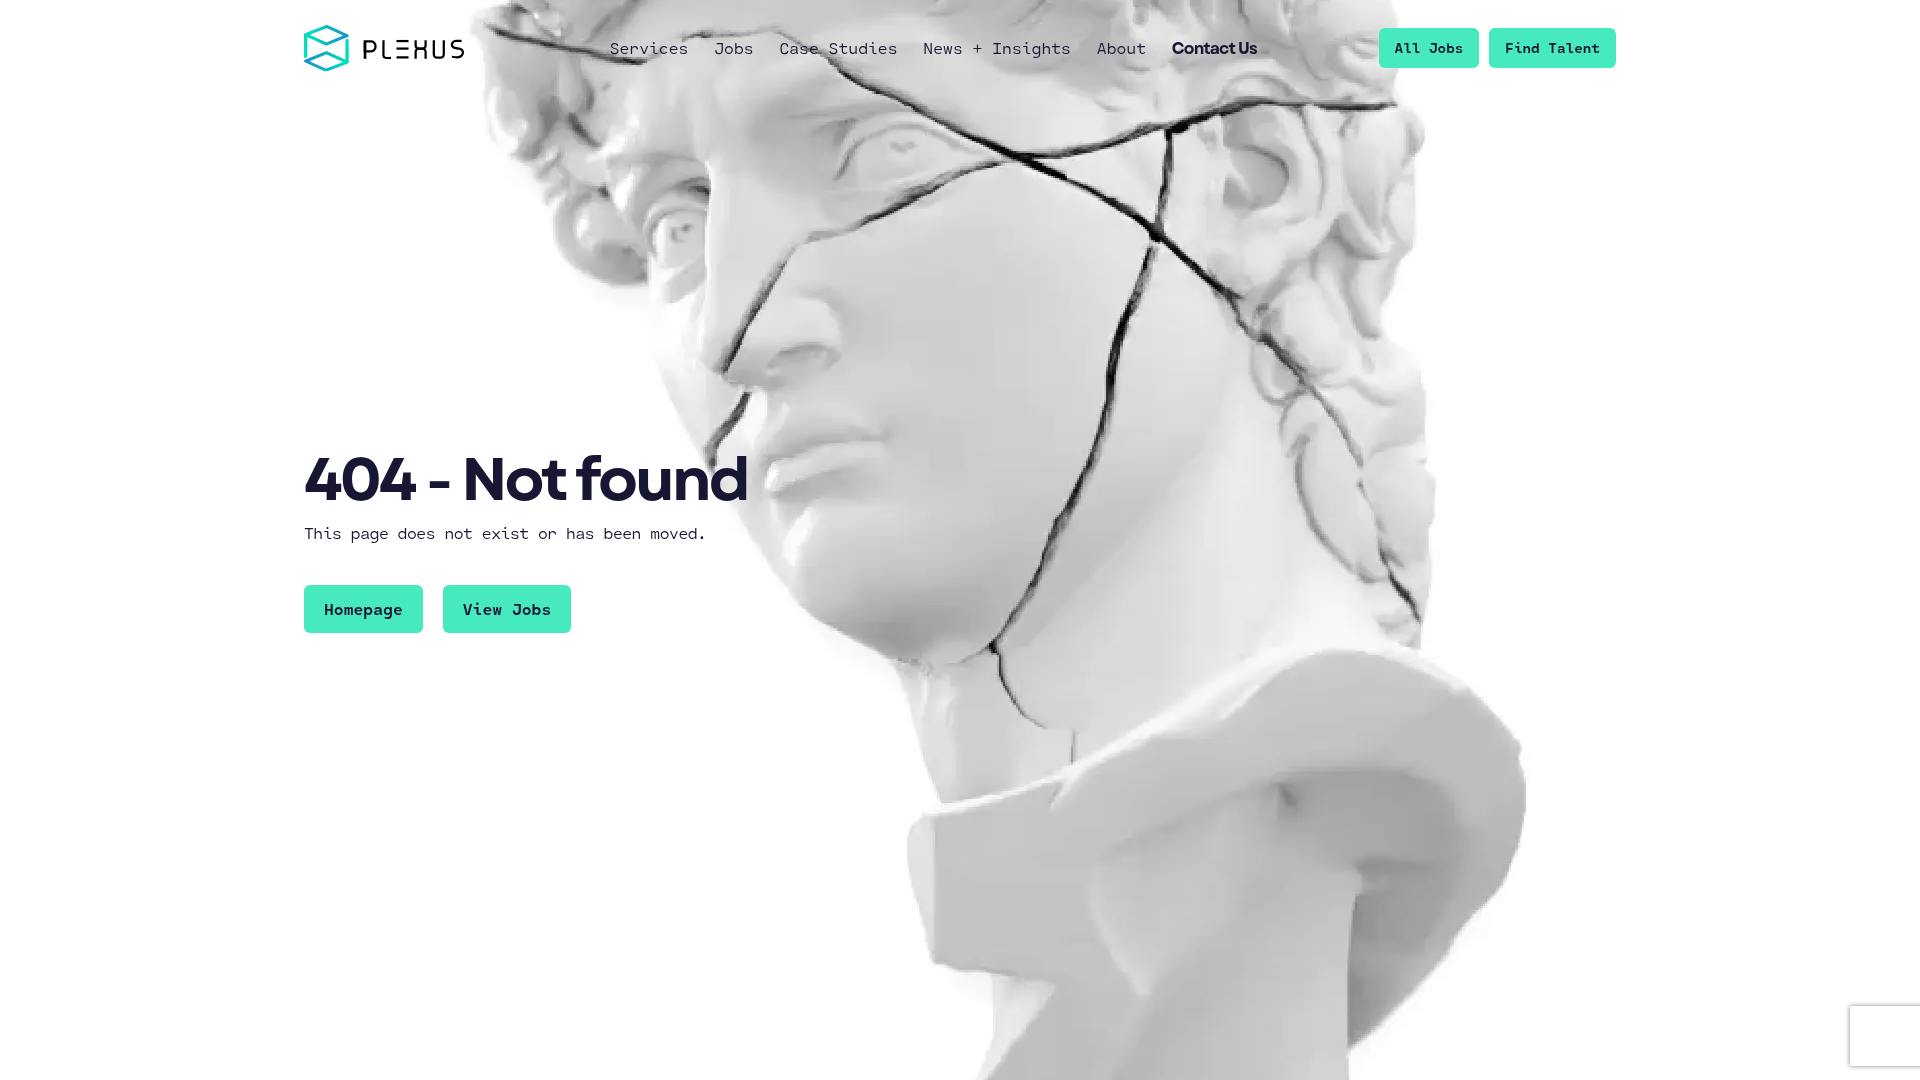 PLEXUS
Services Jobs Case Studies News + Insights About Contact Us
All Jobs Find Talent
404 - Not found
This page does not exist or has been moved.
Homepage View Jobs